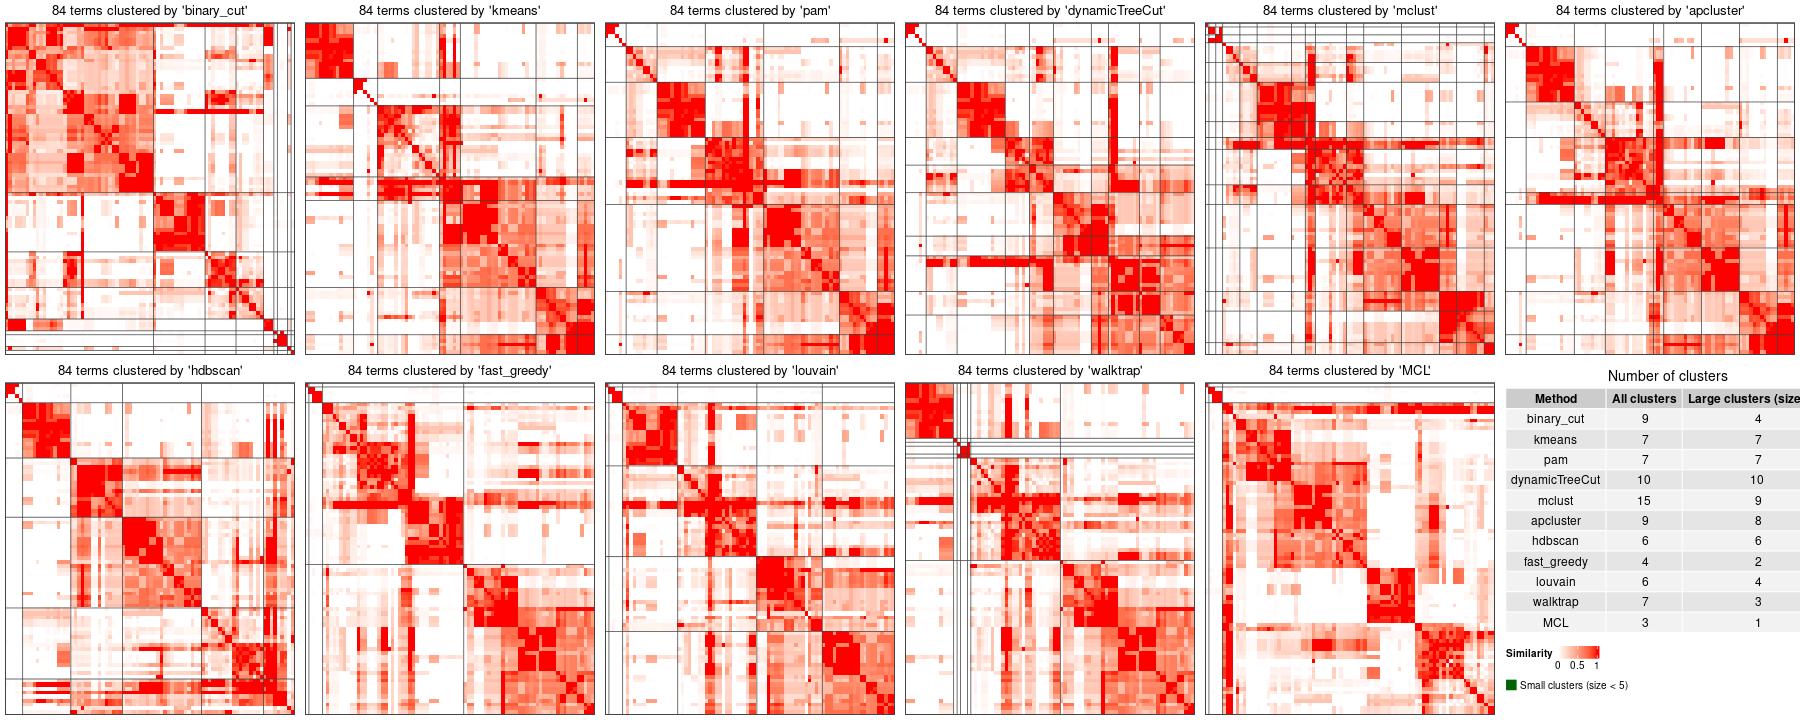 84 terms clustered by 'binary_cut'
84 terms clustered by 'kmeans'
84 terms clustered by 'pam'
84 terms clustered by 'dynamicTreeCut'
84 terms clustered by 'mclust'
84 terms clustered by 'apcluster'
84 terms clustered by 'hdbscan'
84 terms clustered by 'fast_greedy'
84 terms clustered by 'louvain'
84 terms clustered by 'walktrap'
84 terms clustered by 'MCL'
Number of clusters
Method All clusters Large clusters (size
binary_cut 9 4
kmeans 7 7
pam 7 7
dynamicTreeCut 10 10
mclust 15 9
apcluster 9 8
hdbscan 6 6
fast_greedy 4 2
louvain 6 4
walktrap 7 3
MCL 3 1
Similarity
0 0.5 1
Small clusters (size < 5)